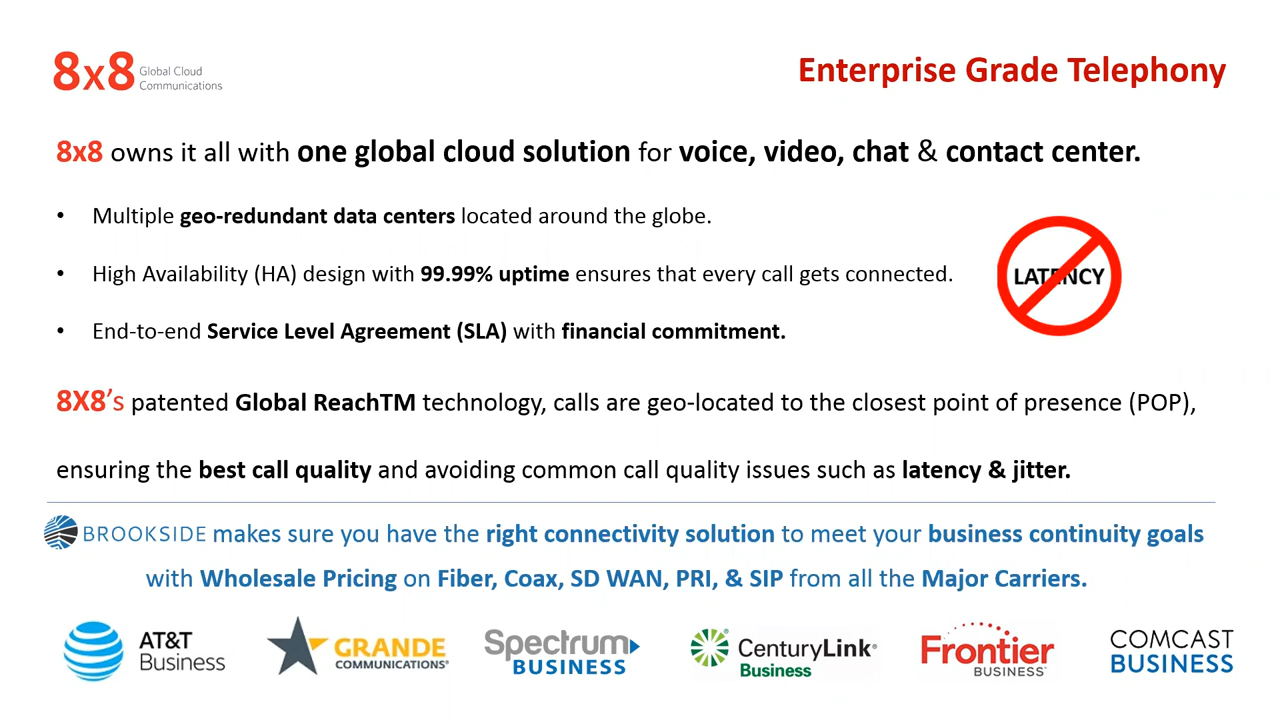 8x8 Global Cloud
Communications
Enterprise Grade Telephony
8x8 owns it all with one global cloud solution for voice, video, chat & contact center.
• Multiple geo-redundant data centers located around the globe.
• High Availability (HA) design with 99.99% uptime ensures that every call gets connected.
LATENCY
• End-to-end Service Level Agreement (SLA) with financial commitment.
8X8’s patented Global ReachTM technology, calls are geo-located to the closest point of presence (POP),
ensuring the best call quality and avoiding common call quality issues such as latency & jitter.
BROOKSIDE makes sure you have the right connectivity solution to meet your business continuity goals
with Wholesale Pricing on Fiber, Coax, SD WAN, PRI, & SIP from all the Major Carriers.
AT&T
Business
GRANDE
COMMUNICATIONS®
Spectrum
BUSINESS
CenturyLink®
Business
Frontier
BUSINESS
COMCAST
BUSINESS